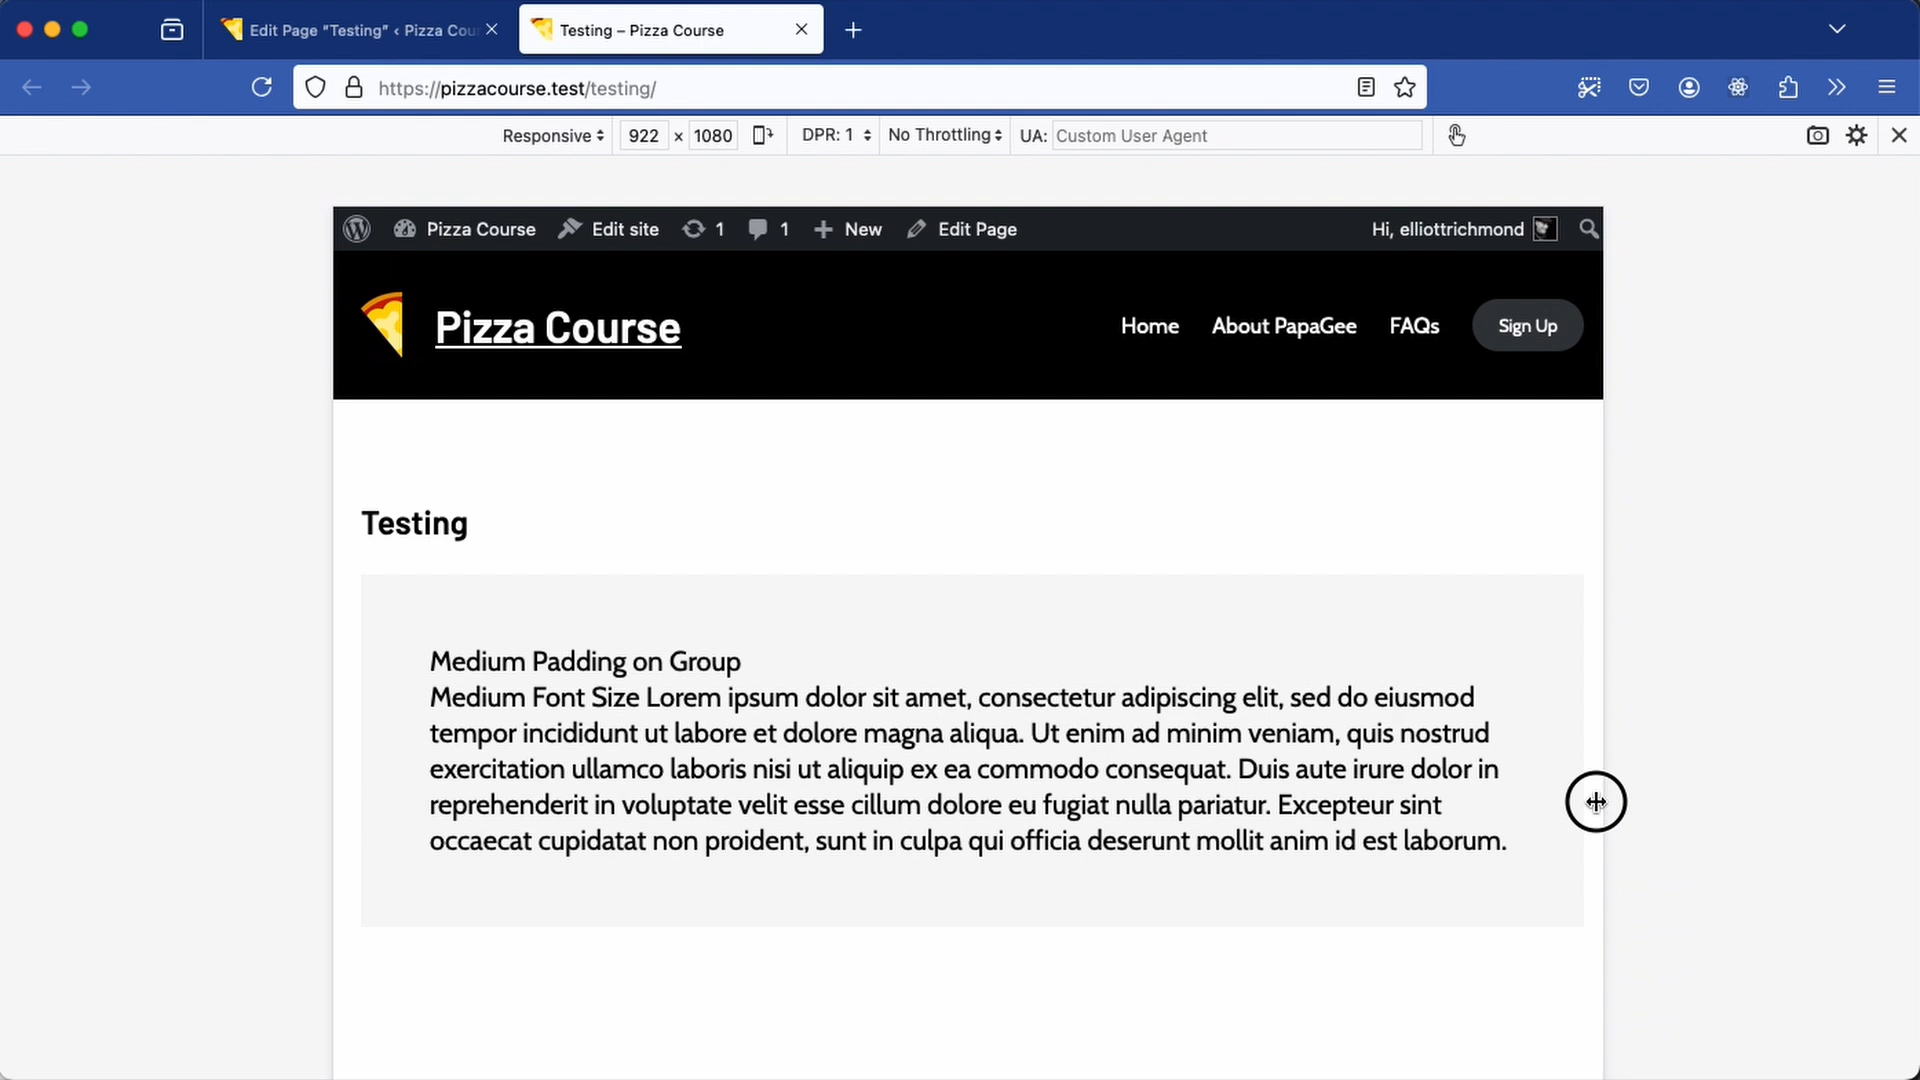 Edit Page "Testing" ‹ Pizza Cou
Testing – Pizza Course
https://pizzacourse.test/testing/
Responsive 922 x 1080 DPR: 1 No Throttling UA: Custom User Agent
Pizza Course Edit site 1 1 New Edit Page Hi, elliottrichmond
Pizza Course
Home About PapaGee FAQs Sign Up
Testing
Medium Padding on Group
Medium Font Size Lorem ipsum dolor sit amet, consectetur adipiscing elit, sed do eiusmod
tempor incididunt ut labore et dolore magna aliqua. Ut enim ad minim veniam, quis nostrud
exercitation ullamco laboris nisi ut aliquip ex ea commodo consequat. Duis aute irure dolor in
reprehenderit in voluptate velit esse cillum dolore eu fugiat nulla pariatur. Excepteur sint
occaecat cupidatat non proident, sunt in culpa qui officia deserunt mollit anim id est laborum.